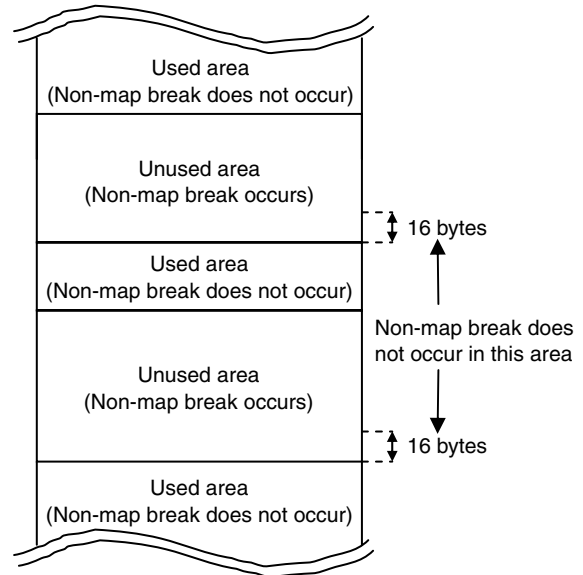 Used area
(Non-map break does not occur)
Unused area
(Non-map break occurs)
16 bytes
Used area
(Non-map break does not occur)
Non-map break does
not occur in this area
Unused area
(Non-map break occurs)
16 bytes
Used area
(Non-map break does not occur)